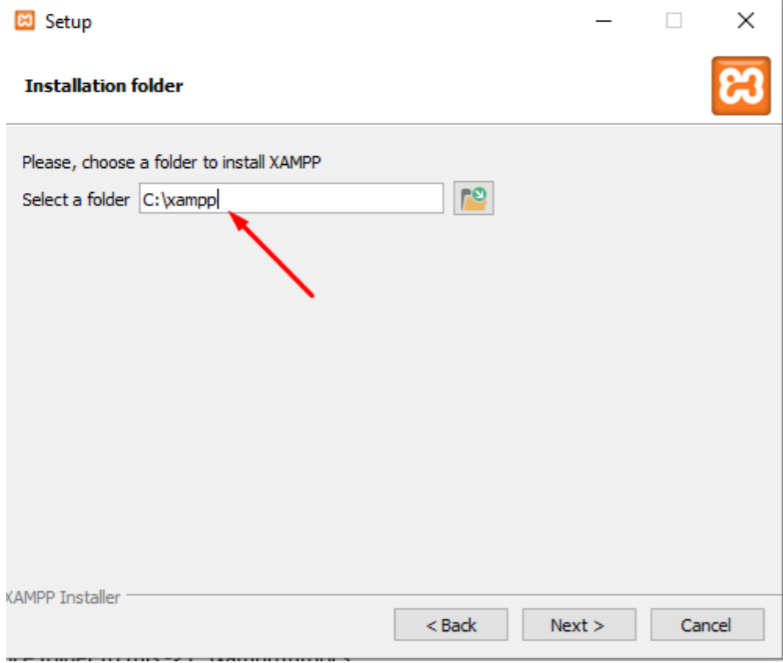 Setup
Installation folder
Please, choose a folder to install XAMPP
Select a folder C:\xampp
XAMPP Installer
< Back Next > Cancel